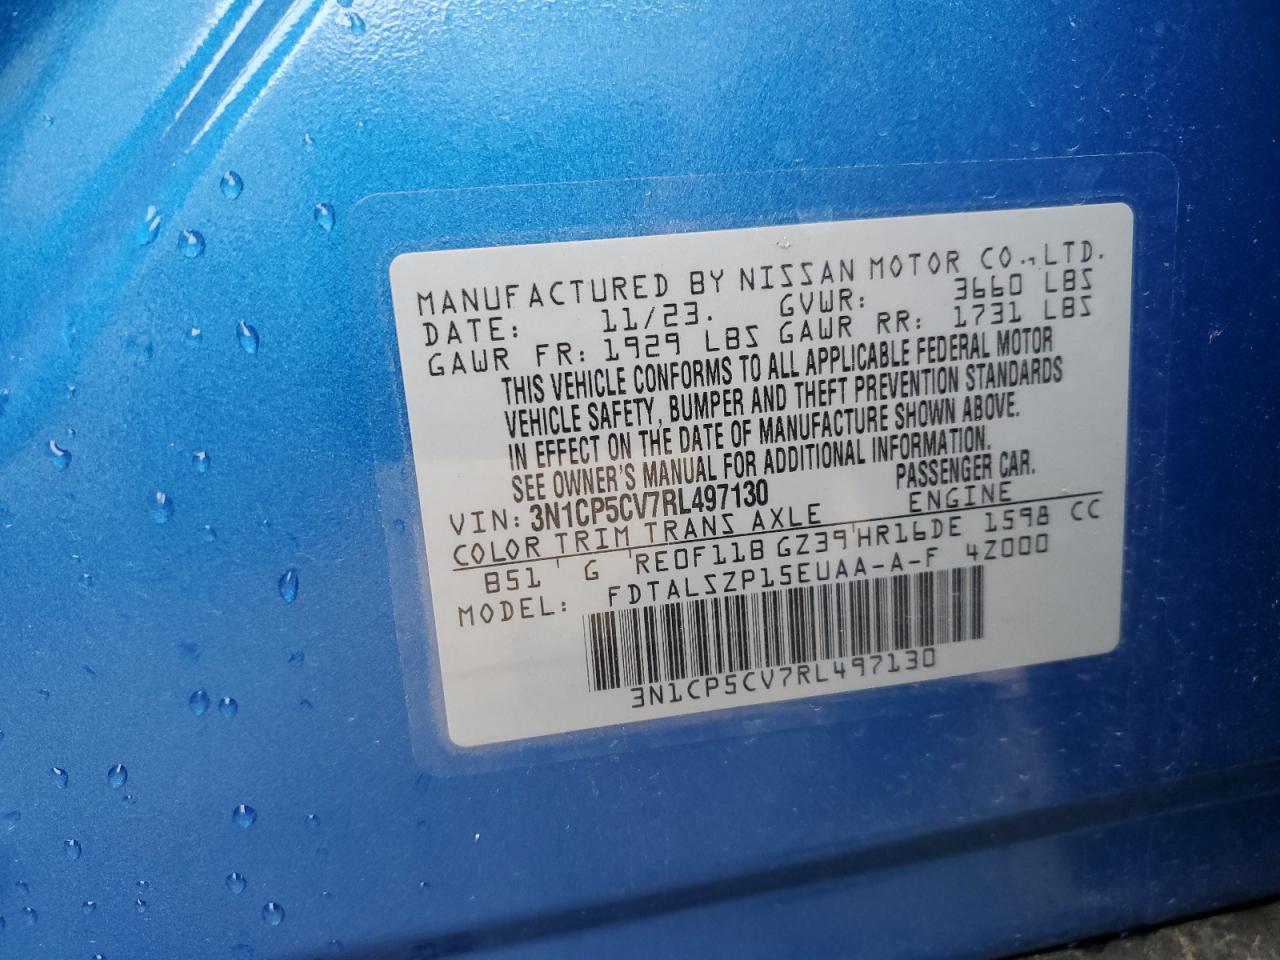 MANUFACTURED BY NISSAN MOTOR CO., LTD.
DATE: 11/23. GVWR: 3660 LBS
GAWR FR: 1929 LBS GAWR RR: 1731 LBS
THIS VEHICLE CONFORMS TO ALL APPLICABLE FEDERAL MOTOR
VEHICLE SAFETY, BUMPER AND THEFT PREVENTION STANDARDS
IN EFFECT ON THE DATE OF MANUFACTURE SHOWN ABOVE.
SEE OWNER'S MANUAL FOR ADDITIONAL INFORMATION.
VIN: 3N1CP5CV7RL497130 PASSENGER CAR.
COLOR TRIM TRANS AXLE ENGINE
B51 ' G ' RE0F11B GZ39 ' HR16DE 1598 CC
MODEL: FDTALSZP15EUAA-A-F 4Z000
3N1CP5CV7RL497130